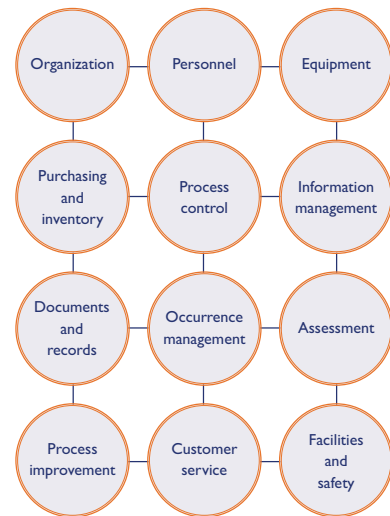 Organization
Personnel
Equipment
Purchasing
and
inventory
Process
control
Information
management
Documents
and
records
Occurrence
management
Assessment
Process
improvement
Customer
service
Facilities
and
safety